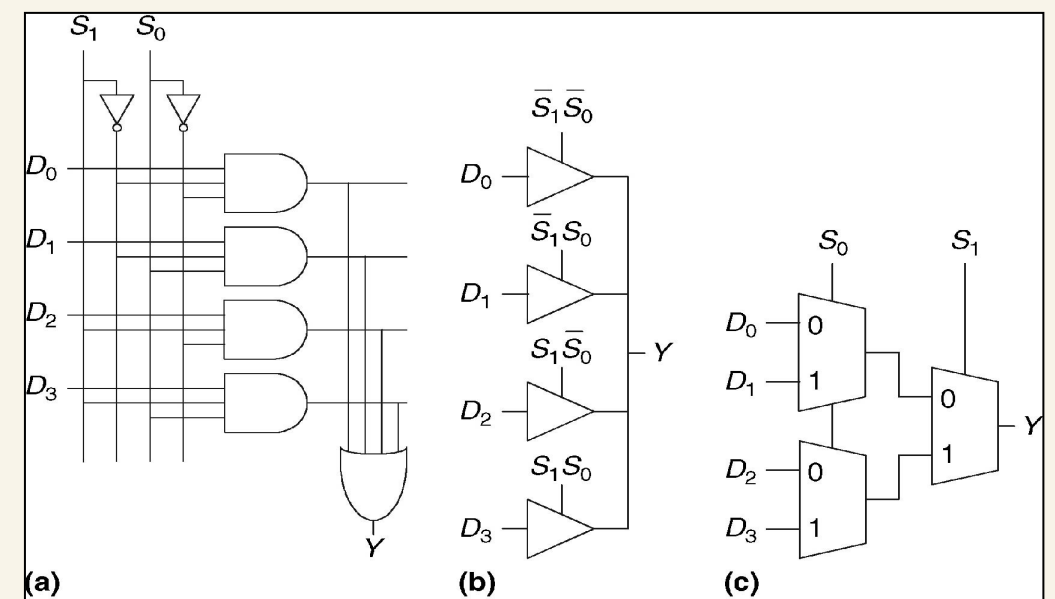 S₁ S₀
D₀
D₁
D₂
D₃
Y
(a)
S̅₁S̅₀
D₀
S̅₁S₀
D₁
S₁S̅₀
D₂
S₁S₀
D₃
Y
(b)
S₀ S₁
D₀ 0
D₁ 1
0
1
Y
D₂ 0
D₃ 1
(c)